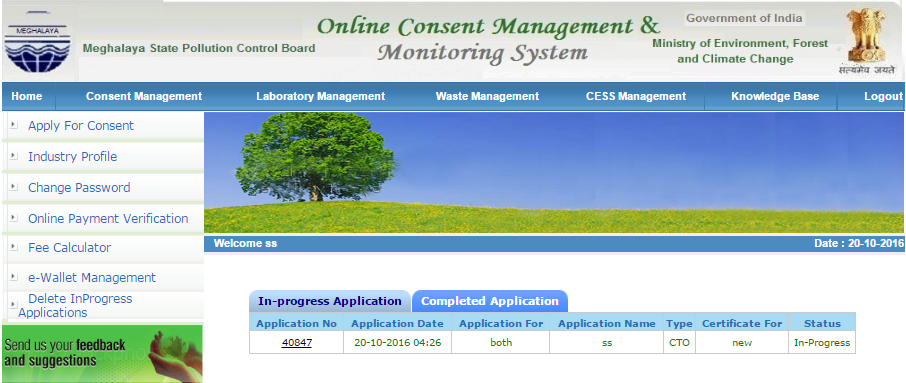 MEGHALAYA
Meghalaya State Pollution Control Board
Online Consent Management &
Monitoring System
Government of India
Ministry of Environment, Forest
and Climate Change
सत्यमेव जयते
Home Consent Management Laboratory Management Waste Management CESS Management Knowledge Base Logout
Apply For Consent
Industry Profile
Change Password
Online Payment Verification
Fee Calculator
e-Wallet Management
Delete InProgress
Applications
Send us your feedback
and suggestions
Welcome ss Date : 20-10-2016
In-progress Application Completed Application
Application No Application Date Application For Application Name Type Certificate For Status
40847 20-10-2016 04:26 both ss CTO new In-Progress